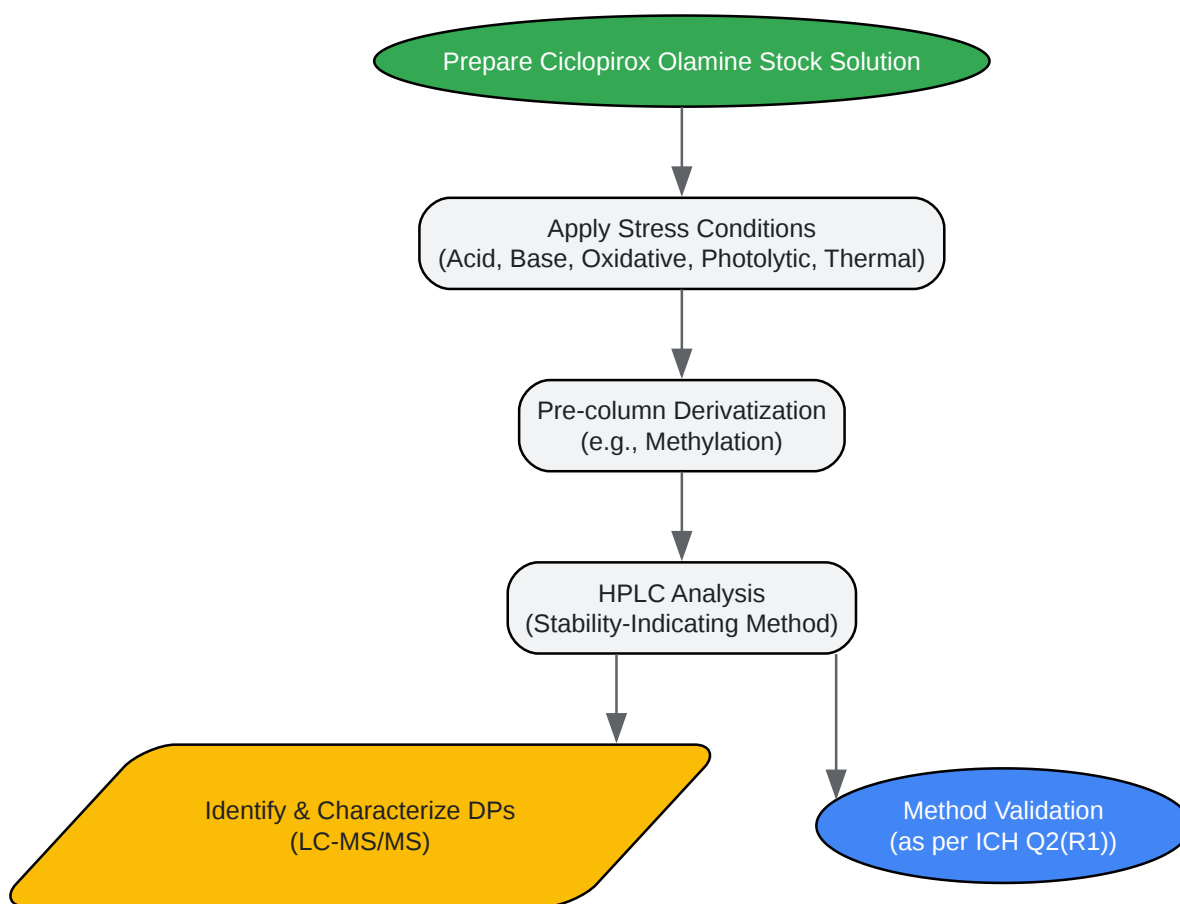 Prepare Ciclopirox Olamine Stock Solution
Apply Stress Conditions
(Acid, Base, Oxidative, Photolytic, Thermal)
Pre-column Derivatization
(e.g., Methylation)
HPLC Analysis
(Stability-Indicating Method)
Identify & Characterize DPs
(LC-MS/MS)
Method Validation
(as per ICH Q2(R1))